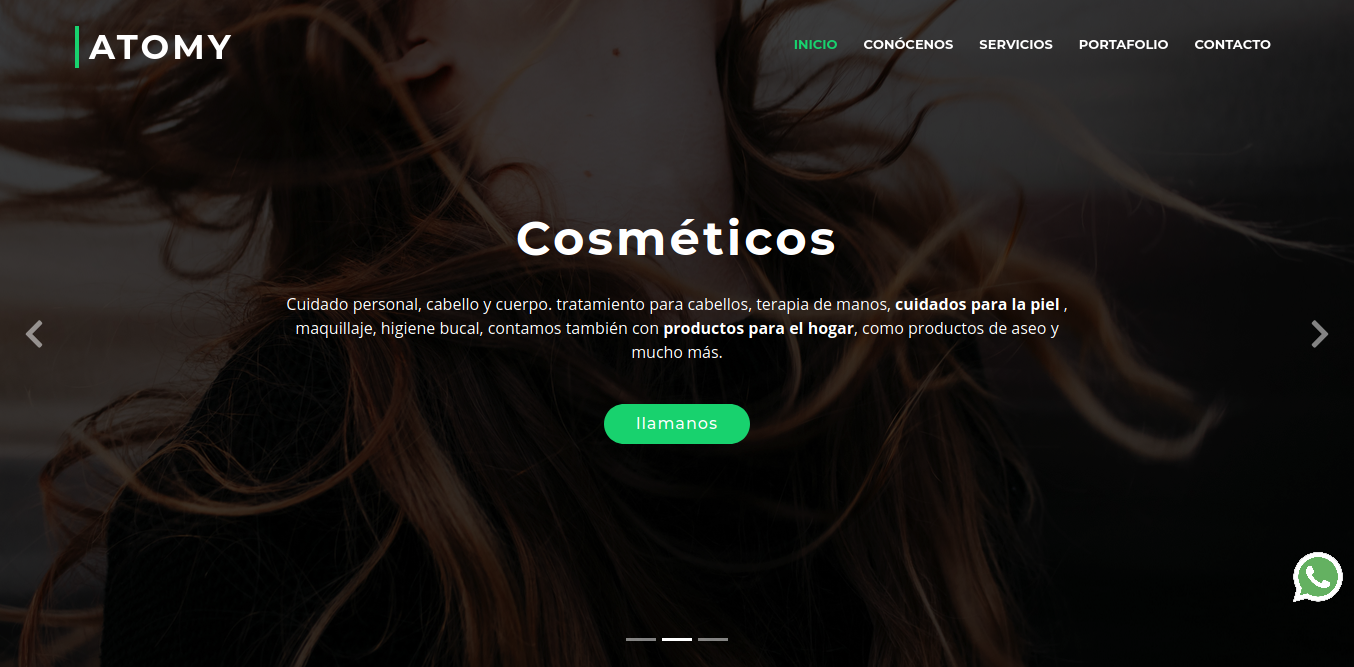 ATOMY
INICIO
CONÓCENOS
SERVICIOS
PORTAFOLIO
CONTACTO
Cosméticos
Cuidado personal, cabello y cuerpo. tratamiento para cabellos, terapia de manos, cuidados para la piel ,
maquillaje, higiene bucal, contamos también con productos para el hogar, como productos de aseo y
mucho más.
llamanos